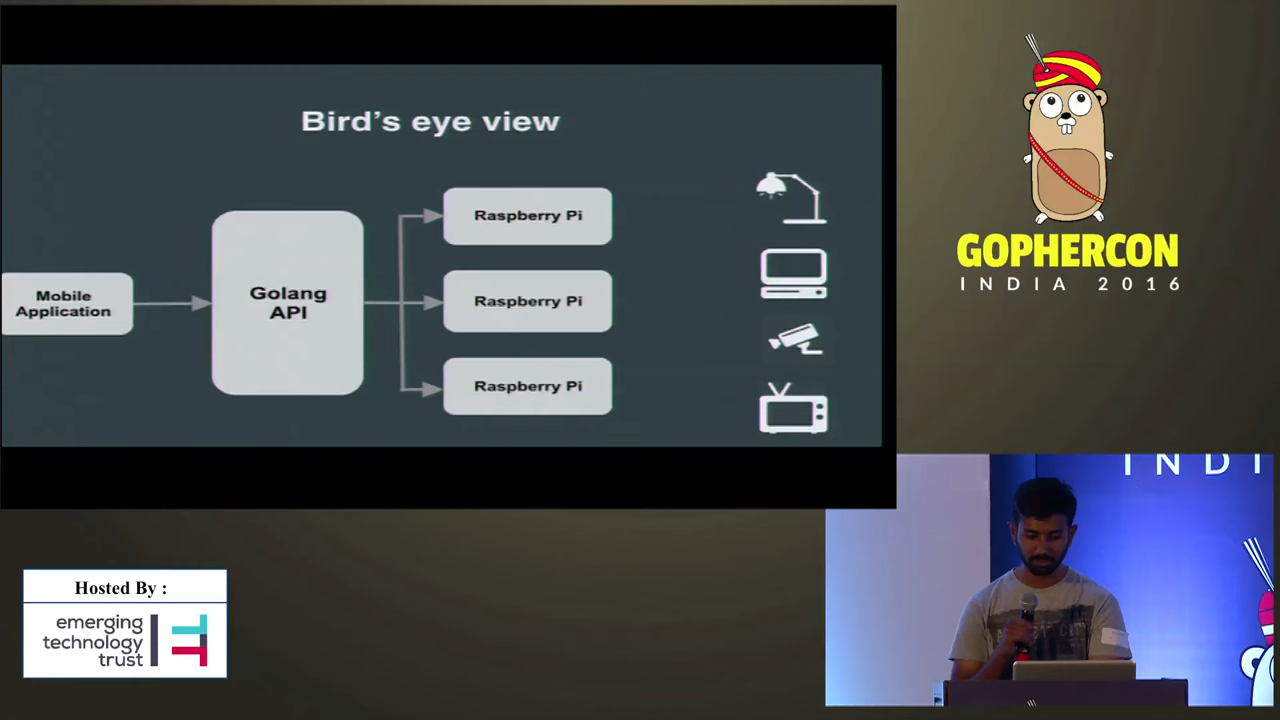 Bird's eye view
Mobile
Application
Golang
API
Raspberry Pi
Raspberry Pi
Raspberry Pi
GOPHERCON
INDIA 2016
INDI
Hosted By :
emerging
technology
trust